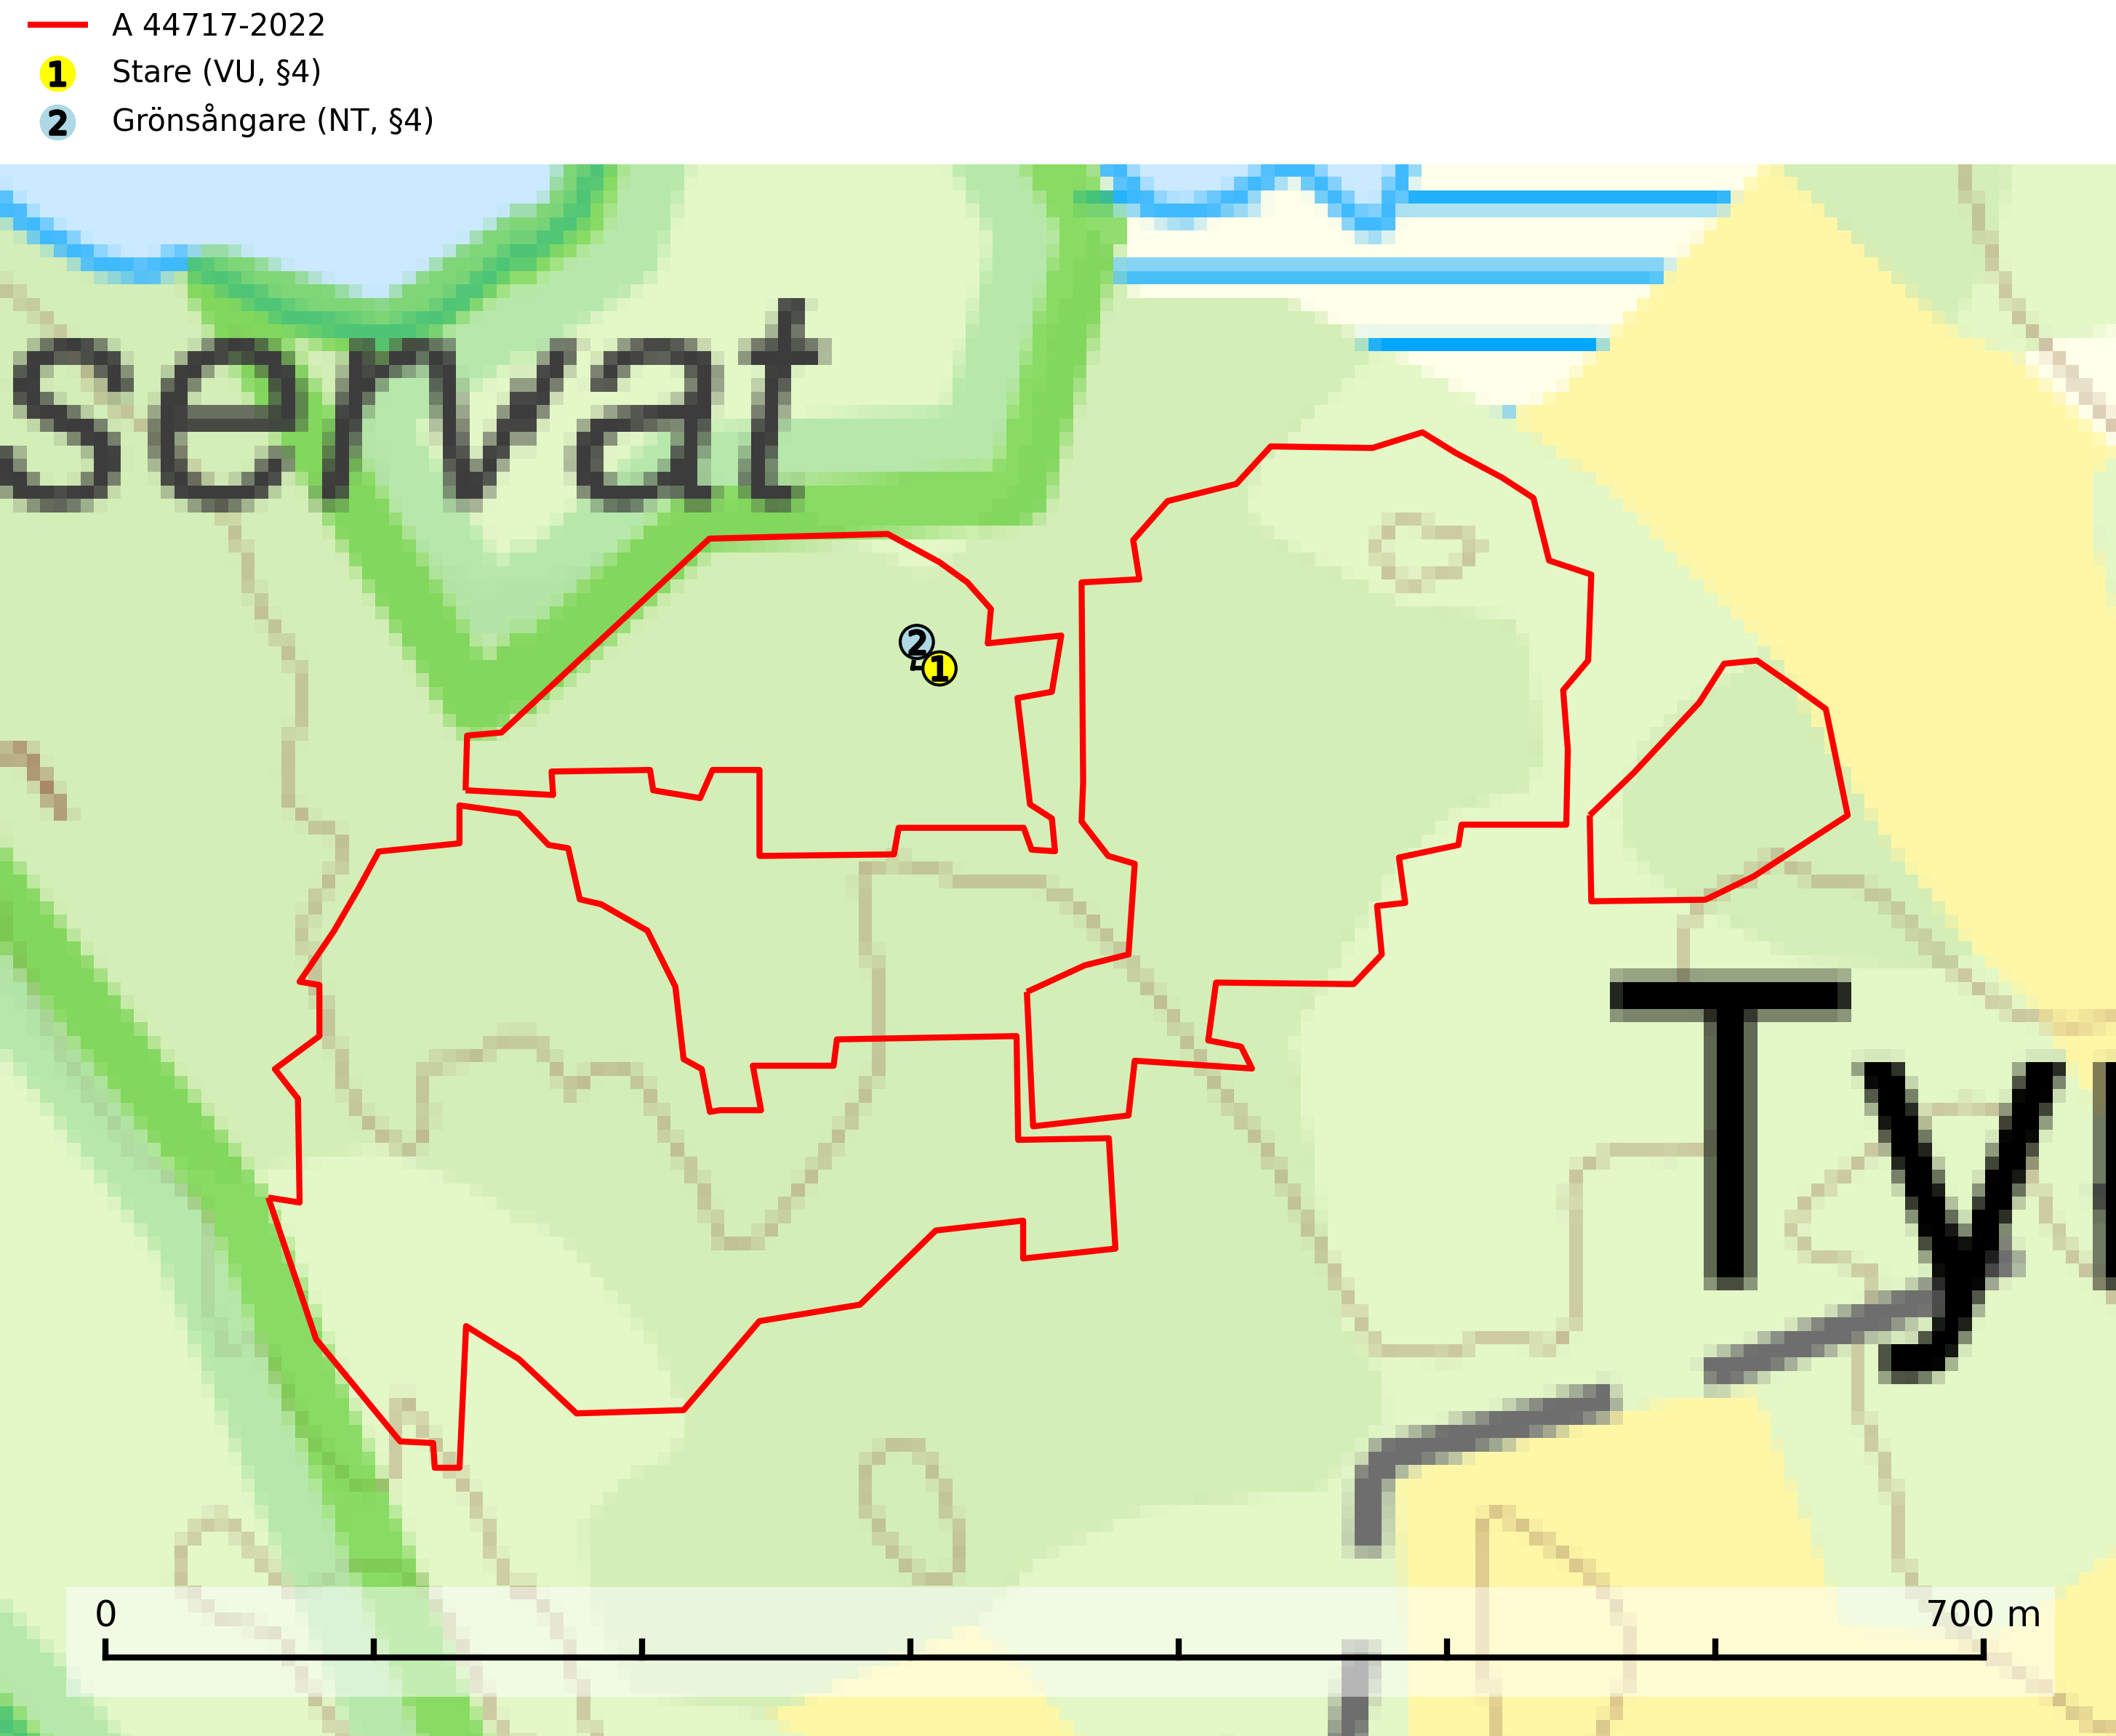 A 44717-2022
1 Stare (VU, §4)
2 Grönsångare (NT, §4)
servat
2
1
Ty
0 700 m